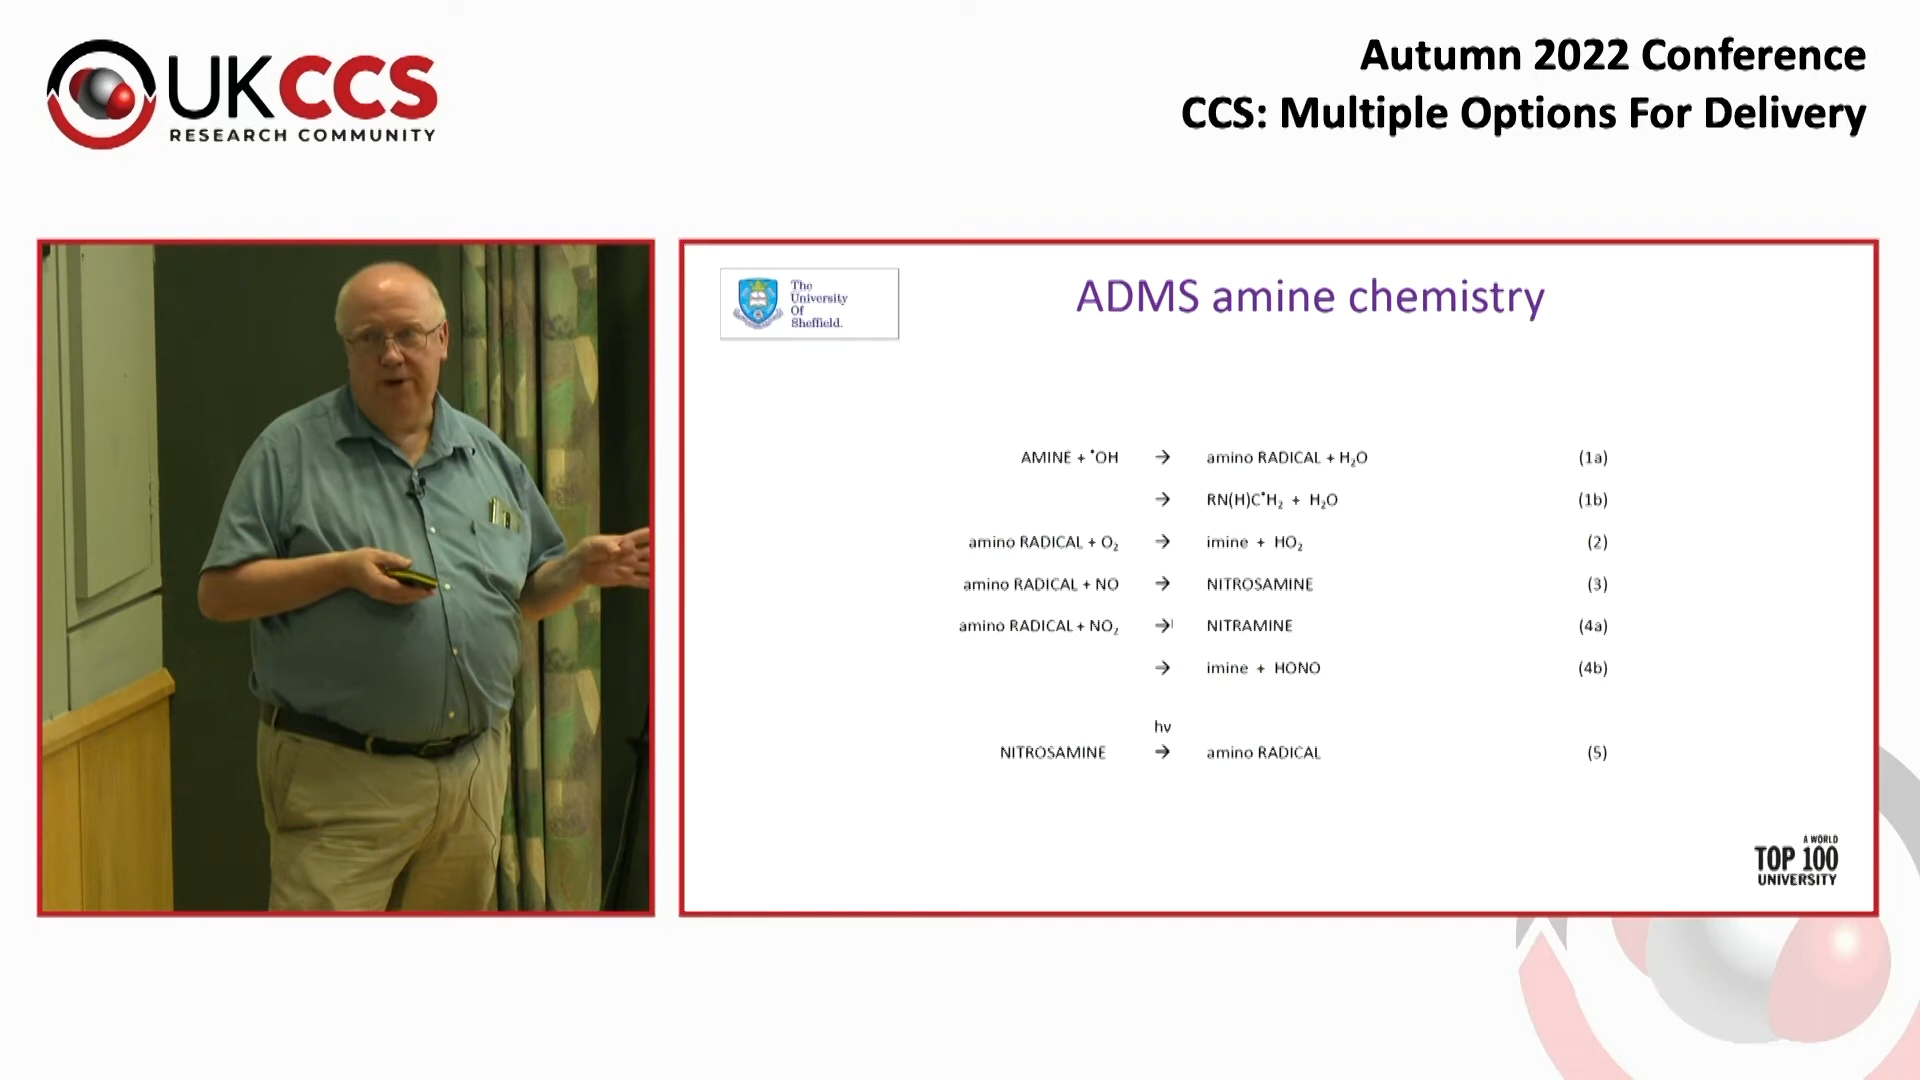 UKCCS
RESEARCH COMMUNITY
Autumn 2022 Conference
CCS: Multiple Options For Delivery
The
University
Of
Sheffield.
ADMS amine chemistry
AMINE + •OH → amino RADICAL + H₂O (1a)
→ RN(H)C•H₂ + H₂O (1b)
amino RADICAL + O₂ → imine + HO₂ (2)
amino RADICAL + NO → NITROSAMINE (3)
amino RADICAL + NO₂ → NITRAMINE (4a)
→ imine + HONO (4b)
hv
NITROSAMINE → amino RADICAL (5)
A WORLD
TOP 100
UNIVERSITY